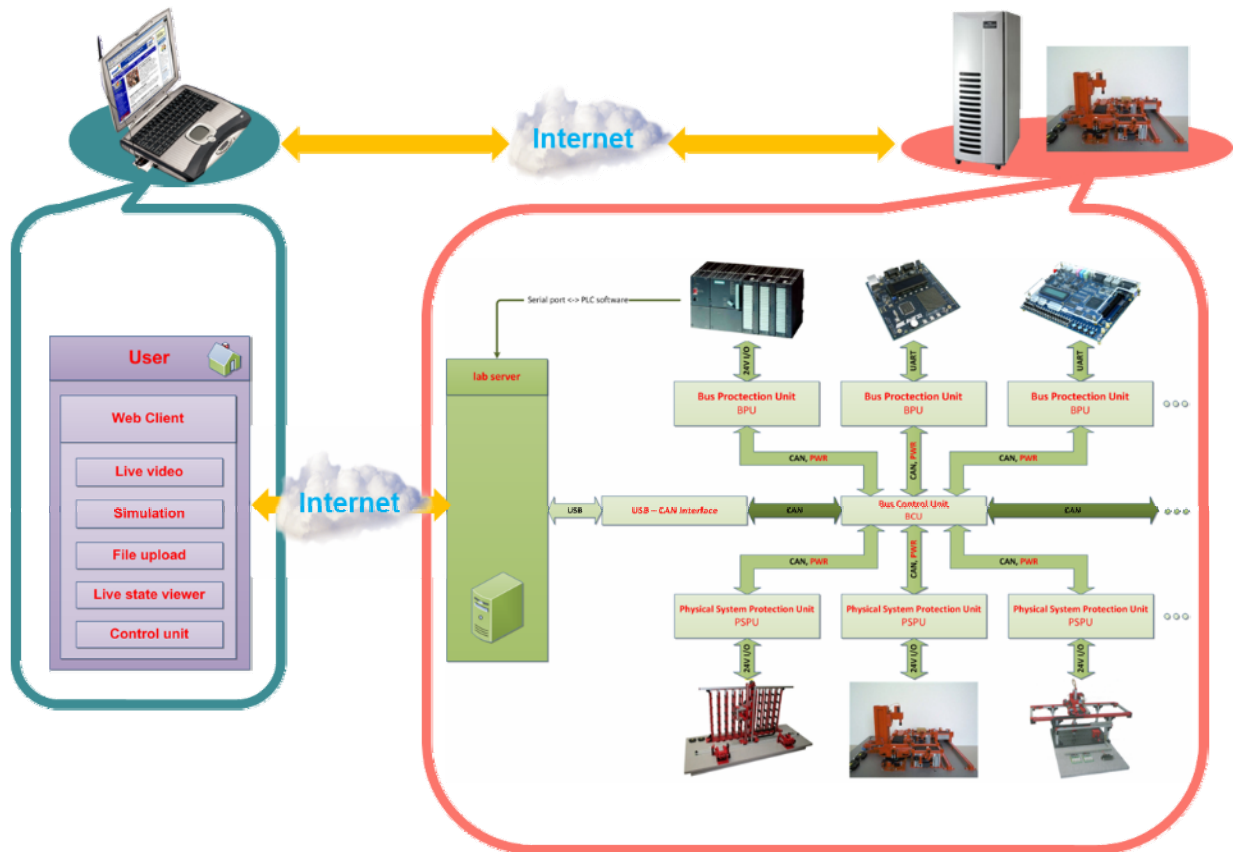 Internet
Serial port <-> PLC software
User
Web Client
Live video
Simulation
File upload
Live state viewer
Control unit
Internet
lab server
24V I/O
UART
UART
Bus Proctection Unit
BPU
Bus Proctection Unit
BPU
Bus Proctection Unit
BPU
CAN, PWR
CAN, PWR
CAN, PWR
USB
USB – CAN Interface
CAN
Bus Control Unit
BCU
CAN
CAN, PWR
CAN, PWR
CAN, PWR
Physical System Protection Unit
PSPU
Physical System Protection Unit
PSPU
Physical System Protection Unit
PSPU
24V I/O
24V I/O
24V I/O